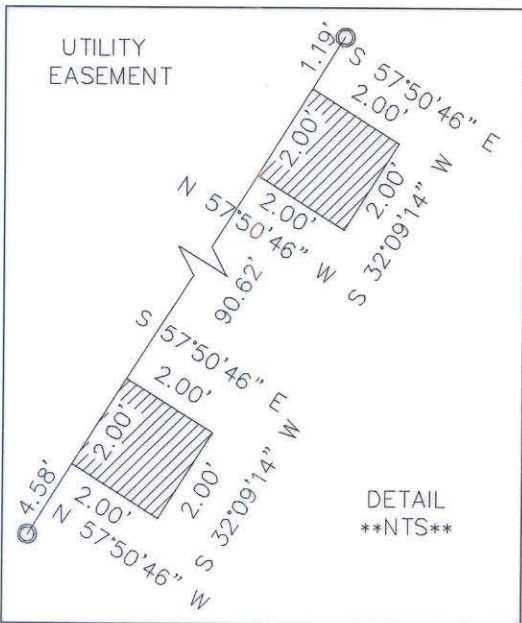 UTILITY
EASEMENT
1.19'
S 57°50'46" E
2.00'
2.00'
2.00'
S 32°09'14" W
2.00'
N 57°50'46" W
90.62'
S 57°50'46" E
2.00'
2.00'
2.00'
S 32°09'14" W
2.00'
N 57°50'46" W
4.58'
DETAIL
**NTS**